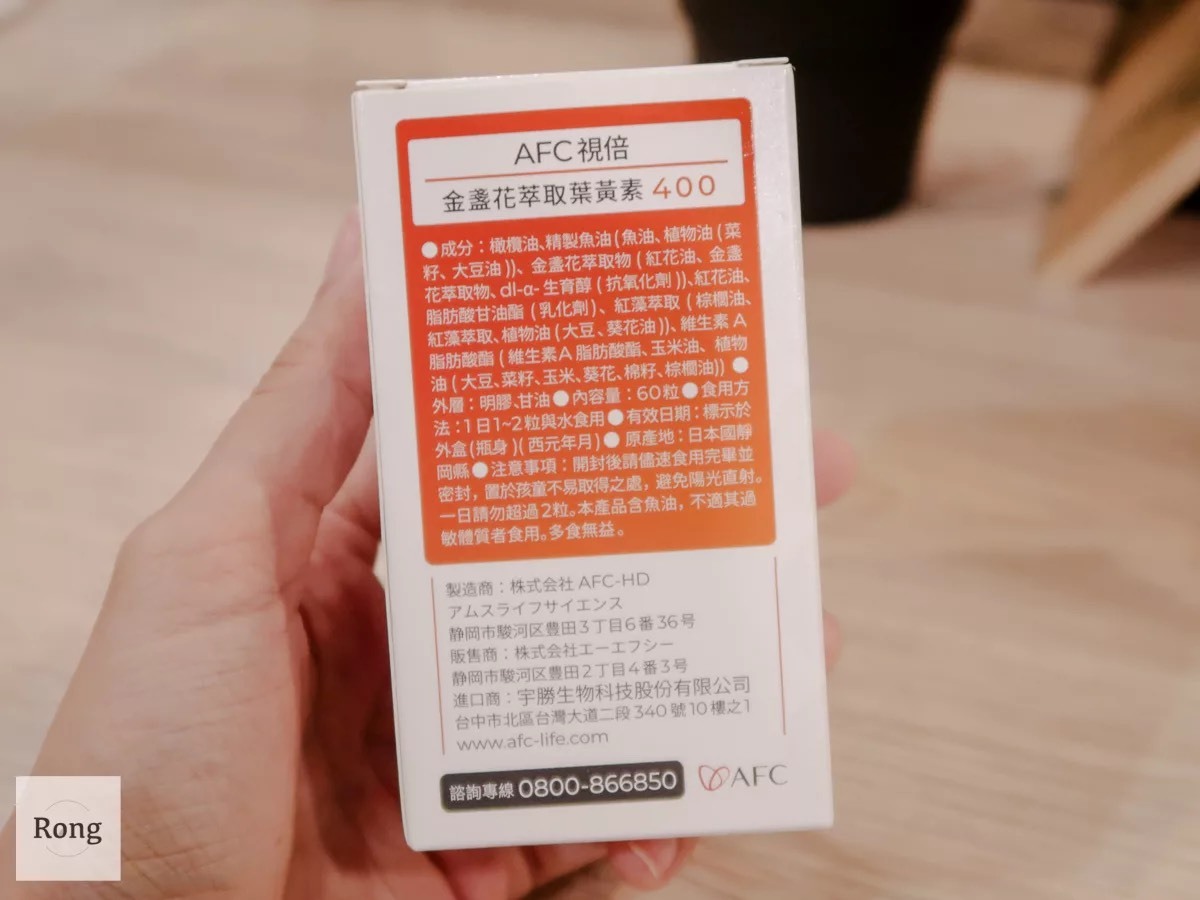 AFC視倍
金盞花萃取葉黃素 400
●成分：橄欖油、精製魚油(魚油、植物油(菜
籽、大豆油))、金盞花萃取物(紅花油、金盞
花萃取物、dl-α-生育醇(抗氧化劑))、紅花油、
脂肪酸甘油酯(乳化劑)、紅藻萃取(棕櫚油、
紅藻萃取、植物油(大豆、葵花油))、維生素A
脂肪酸酯(維生素A脂肪酸酯、玉米油、植物
油(大豆、菜籽、玉米、葵花、棉籽、棕櫚油))●
外層：明膠、甘油●內容量：60粒●食用方
法：1日1~2粒與水食用●有效日期：標示於
外盒(瓶身)(西元年月)●原產地：日本國靜
岡縣●注意事項：開封後請儘速食用完畢並
密封，置於孩童不易取得之處，避免陽光直射。
一日請勿超過2粒。本產品含魚油，不適其過
敏體質者食用。多食無益。
製造商：株式会社 AFC-HD
アムスライフサイエンス
静岡市駿河区豊田3丁目6番36号
販售商：株式会社エーエフシー
静岡市駿河区豊田2丁目4番3号
進口商：宇勝生物科技股份有限公司
台中市北區台灣大道二段340號10樓之1
www.afc-life.com
諮詢專線 0800-866850
AFC
Rong